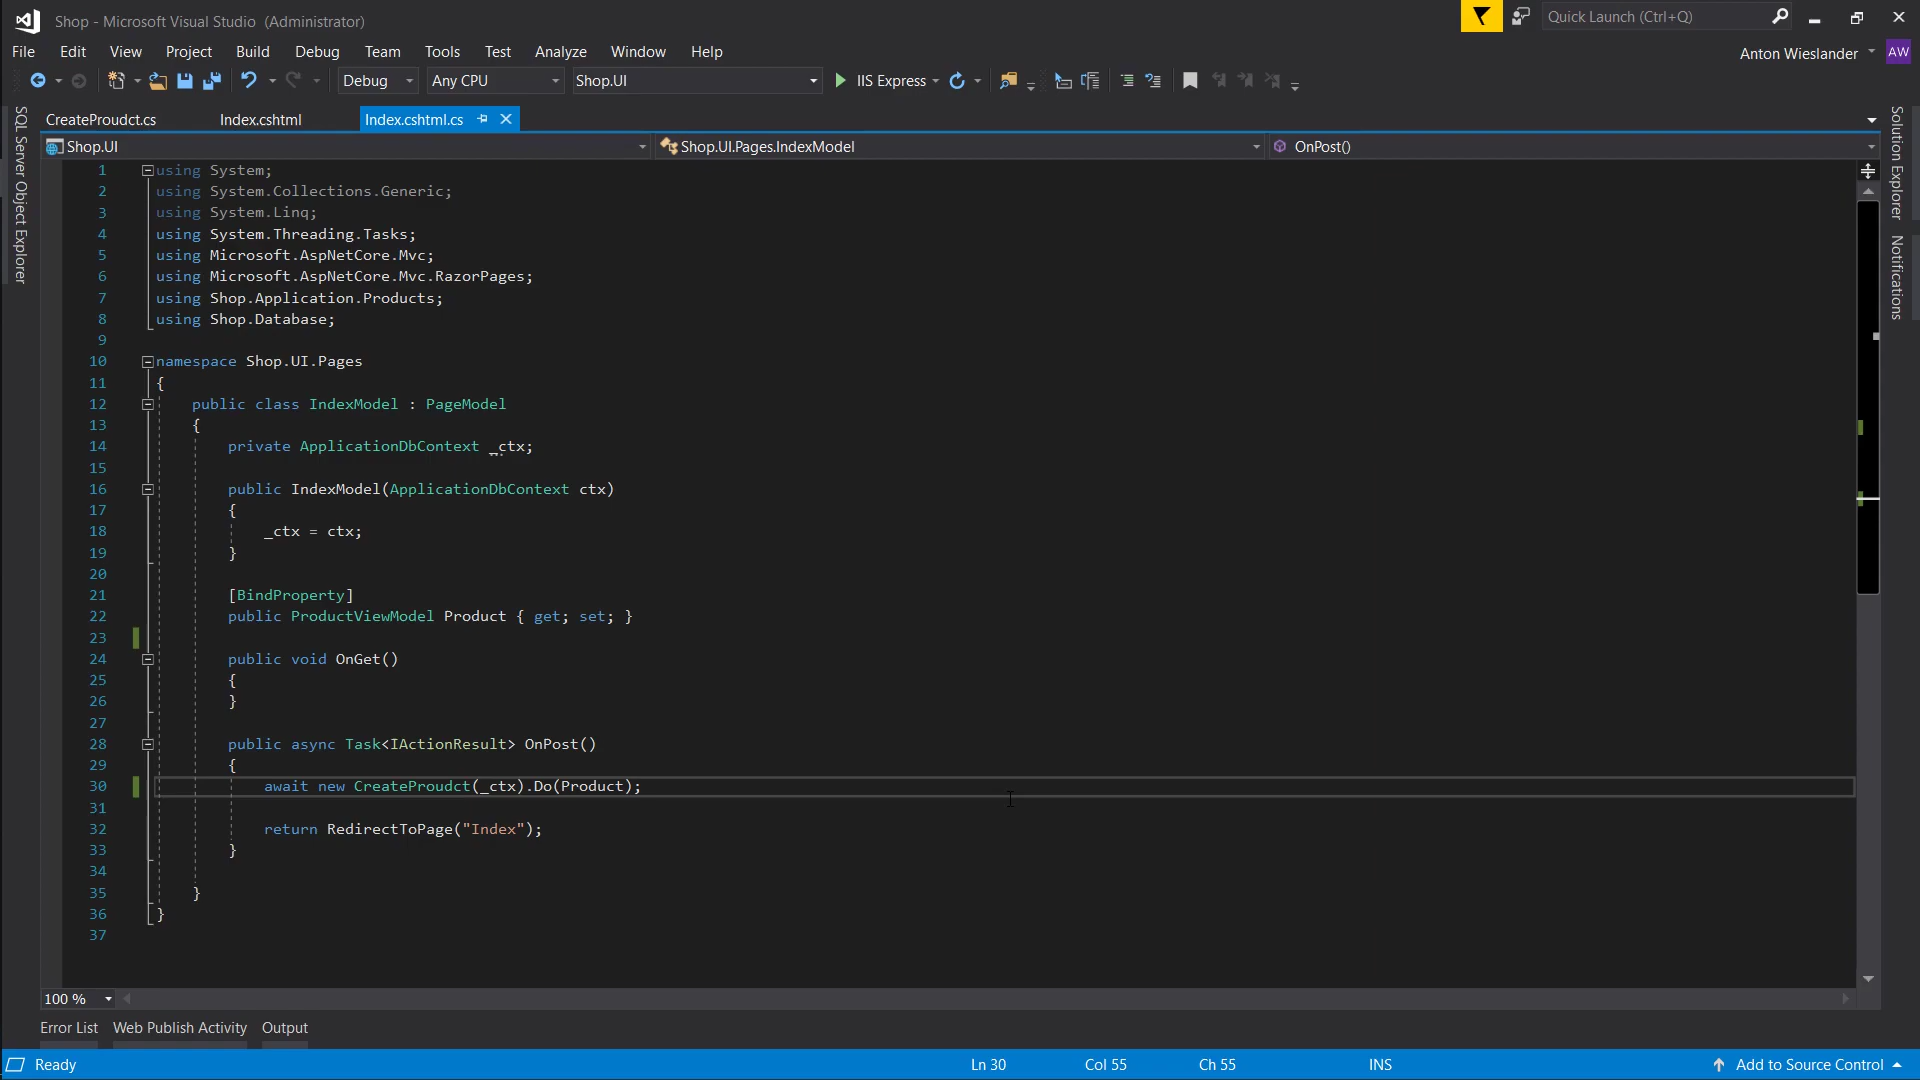 Shop - Microsoft Visual Studio (Administrator)
Quick Launch (Ctrl+Q)
File Edit View Project Build Debug Team Tools Test Analyze Window Help
Anton Wieslander AW
Debug Any CPU Shop.UI IIS Express
SQL Server Object Explorer
Solution Explorer
Notifications
CreateProudct.cs Index.cshtml Index.cshtml.cs
Shop.UI Shop.UI.Pages.IndexModel OnPost()
1 using System;
2 using System.Collections.Generic;
3 using System.Linq;
4 using System.Threading.Tasks;
5 using Microsoft.AspNetCore.Mvc;
6 using Microsoft.AspNetCore.Mvc.RazorPages;
7 using Shop.Application.Products;
8 using Shop.Database;
9
10 namespace Shop.UI.Pages
11 {
12 public class IndexModel : PageModel
13 {
14 private ApplicationDbContext _ctx;
15
16 public IndexModel(ApplicationDbContext ctx)
17 {
18 _ctx = ctx;
19 }
20
21 [BindProperty]
22 public ProductViewModel Product { get; set; }
23
24 public void OnGet()
25 {
26 }
27
28 public async Task<IActionResult> OnPost()
29 {
30 await new CreateProudct(_ctx).Do(Product);
31
32 return RedirectToPage("Index");
33 }
34
35 }
36 }
37
100 %
Error List Web Publish Activity Output
Ready Ln 30 Col 55 Ch 55 INS Add to Source Control